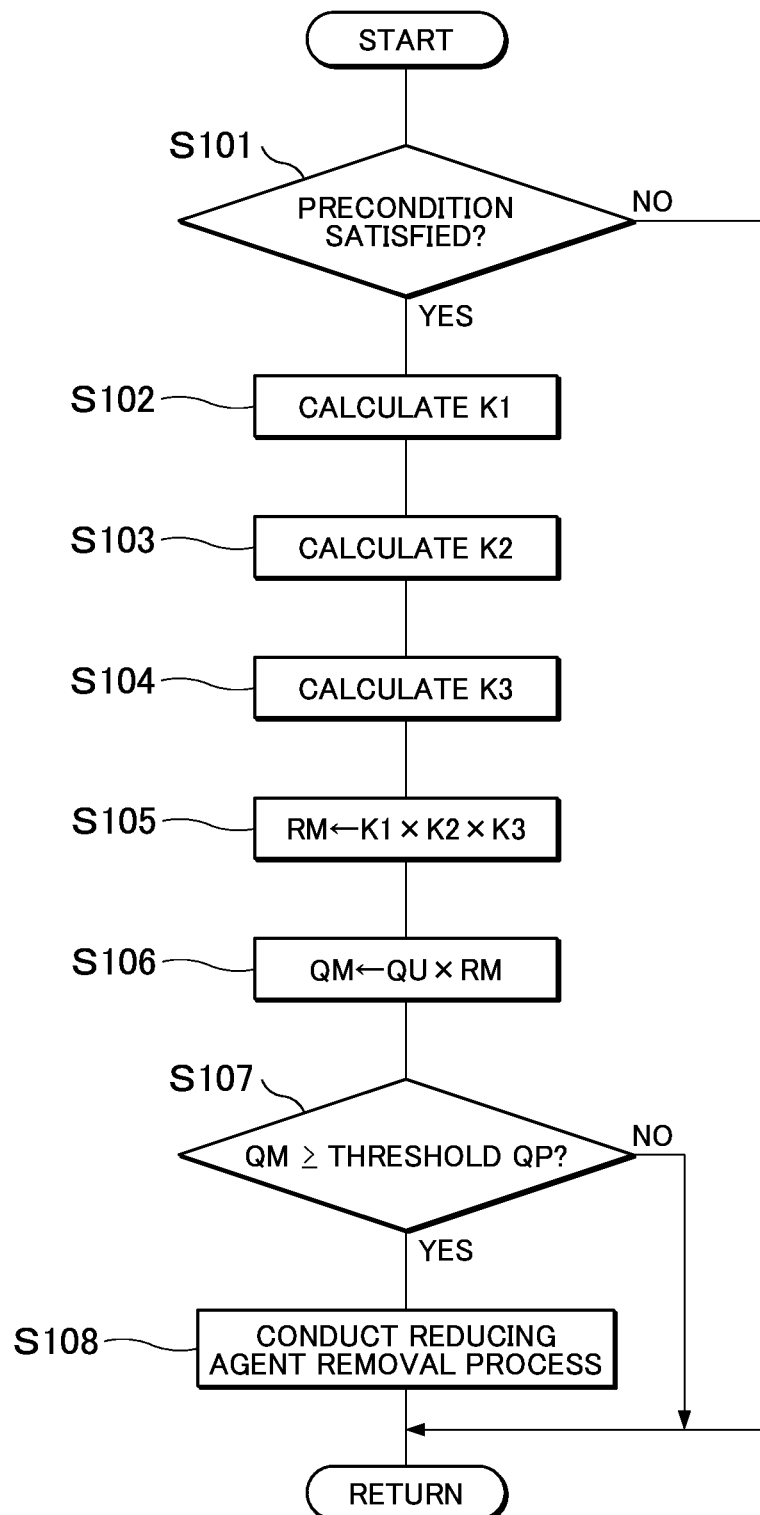 START
S101
PRECONDITION
SATISFIED?
NO
YES
S102
CALCULATE K1
S103
CALCULATE K2
S104
CALCULATE K3
S105
RM←K1×K2×K3
S106
QM←QU×RM
S107
QM ≥ THRESHOLD QP?
NO
YES
S108
CONDUCT REDUCING
AGENT REMOVAL PROCESS
RETURN